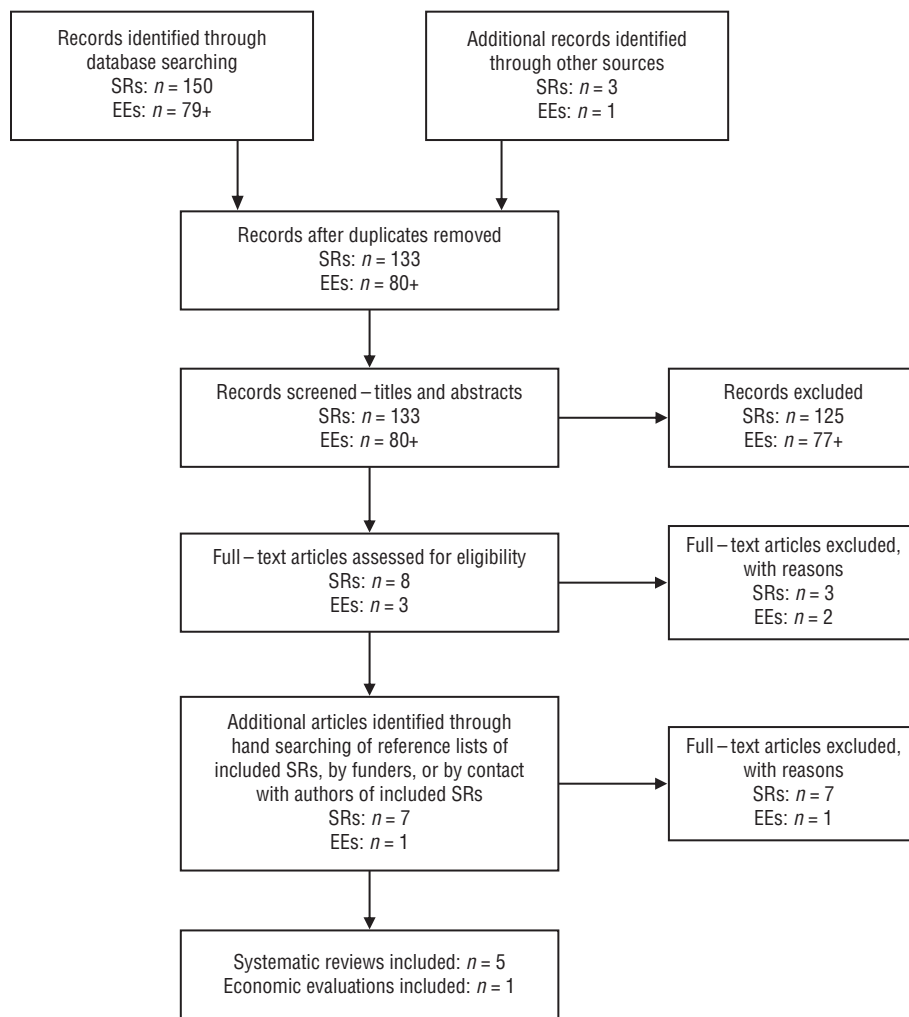 Records identified through
database searching
SRs: n = 150
EEs: n = 79+
Additional records identified
through other sources
SRs: n = 3
EEs: n = 1
Records after duplicates removed
SRs: n = 133
EEs: n = 80+
Records screened – titles and abstracts
SRs: n = 133
EEs: n = 80+
Records excluded
SRs: n = 125
EEs: n = 77+
Full – text articles assessed for eligibility
SRs: n = 8
EEs: n = 3
Full – text articles excluded,
with reasons
SRs: n = 3
EEs: n = 2
Additional articles identified through
hand searching of reference lists of
included SRs, by funders, or by contact
with authors of included SRs
SRs: n = 7
EEs: n = 1
Full – text articles excluded,
with reasons
SRs: n = 7
EEs: n = 1
Systematic reviews included: n = 5
Economic evaluations included: n = 1